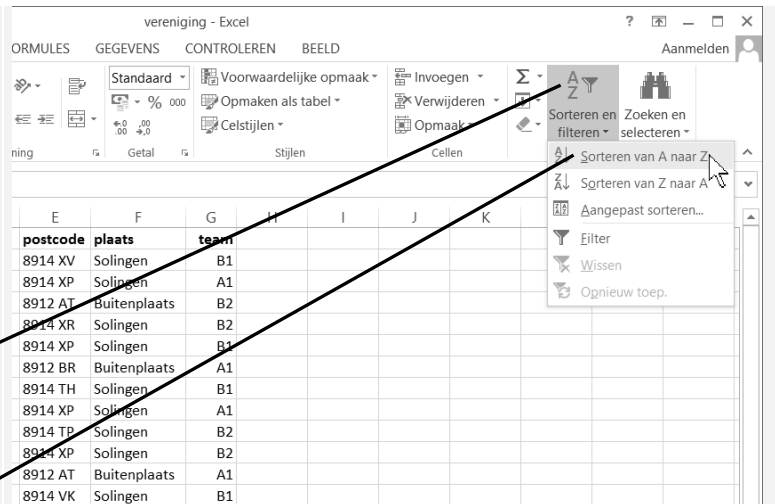 vereniging - Excel ?
ORMULES GEGEVENS CONTROLEREN BEELD Aanmelden
Standaard Voorwaardelijke opmaak Invoegen Σ
% 000 Opmaken als tabel Verwijderen
,00 Celstijlen Opmaak
Sorteren en filteren Zoeken en selecteren
ning Getal Stijlen Cellen
Sorteren van A naar Z
Sorteren van Z naar A
Aangepast sorteren...
Filter
Wissen
Opnieuw toep.
E F G H I J K
postcode plaats team
8914 XV Solingen B1
8914 XP Solingen A1
8912 AT Buitenplaats B2
8914 XR Solingen B2
8914 XP Solingen B1
8912 BR Buitenplaats A1
8914 TH Solingen B1
8914 XP Solingen A1
8914 TP Solingen B2
8914 XP Solingen B2
8912 AT Buitenplaats A1
8914 VK Solingen B1